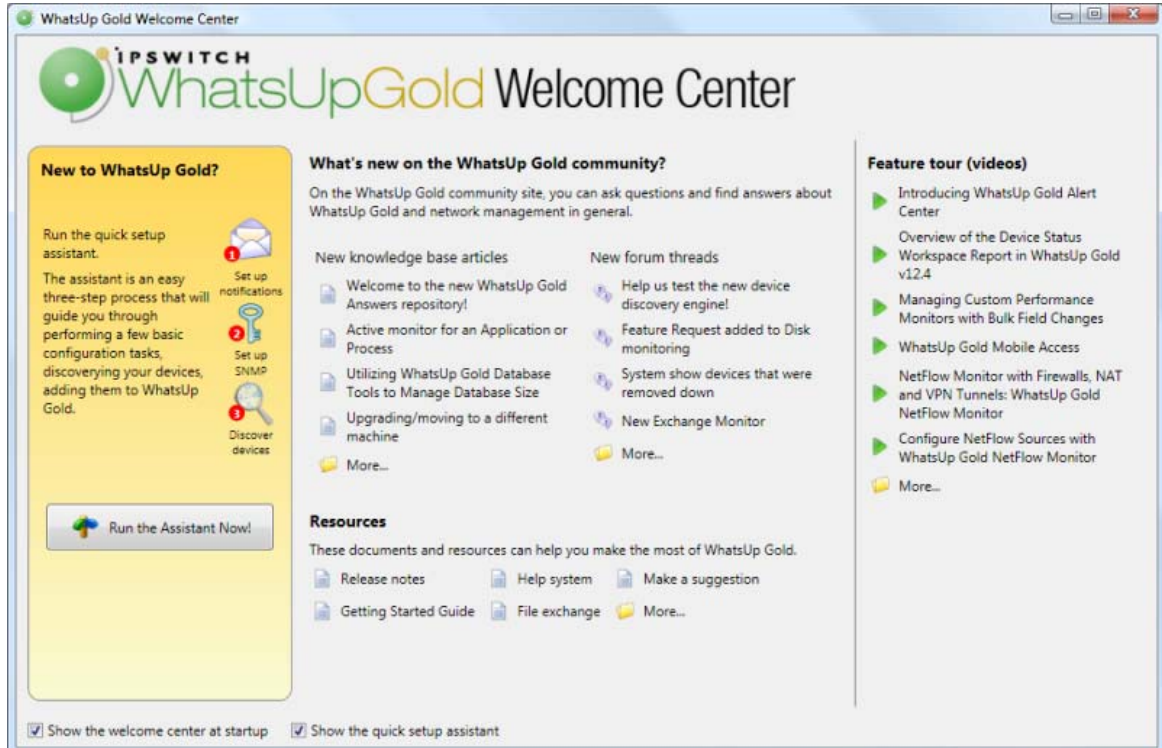 WhatsUp Gold Welcome Center
IPSWITCH
WhatsUpGold Welcome Center
New to WhatsUp Gold?
Run the quick setup
assistant.
The assistant is an easy
three-step process that will
guide you through
performing a few basic
configuration tasks,
discoverying your devices,
adding them to WhatsUp
Gold.
1
Set up
notifications
2
Set up
SNMP
3
Discover
devices
Run the Assistant Now!
What's new on the WhatsUp Gold community?
On the WhatsUp Gold community site, you can ask questions and find answers about
WhatsUp Gold and network management in general.
New knowledge base articles
Welcome to the new WhatsUp Gold
Answers repository!
Active monitor for an Application or
Process
Utilizing WhatsUp Gold Database
Tools to Manage Database Size
Upgrading/moving to a different
machine
More...
New forum threads
Help us test the new device
discovery engine!
Feature Request added to Disk
monitoring
System show devices that were
removed down
New Exchange Monitor
More...
Resources
These documents and resources can help you make the most of WhatsUp Gold.
Release notes
Help system
Make a suggestion
Getting Started Guide
File exchange
More...
Feature tour (videos)
Introducing WhatsUp Gold Alert
Center
Overview of the Device Status
Workspace Report in WhatsUp Gold
v12.4
Managing Custom Performance
Monitors with Bulk Field Changes
WhatsUp Gold Mobile Access
NetFlow Monitor with Firewalls, NAT
and VPN Tunnels: WhatsUp Gold
NetFlow Monitor
Configure NetFlow Sources with
WhatsUp Gold NetFlow Monitor
More...
Show the welcome center at startup
Show the quick setup assistant